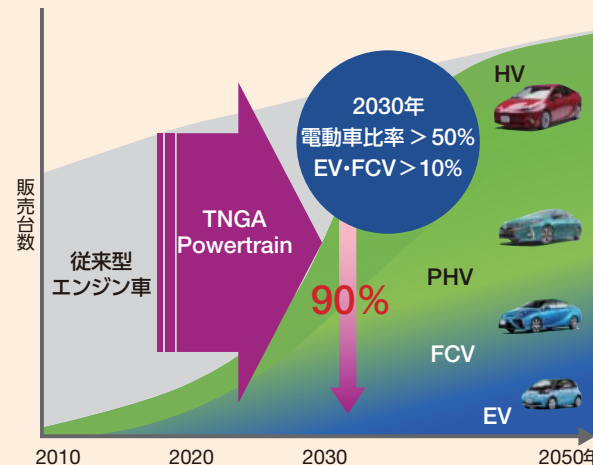 販売台数
従来型
エンジン車
TNGA
Powertrain
2030年
電動車比率＞50%
EV・FCV＞10%
90%
HV
PHV
FCV
EV
2010
2020
2030
2050年